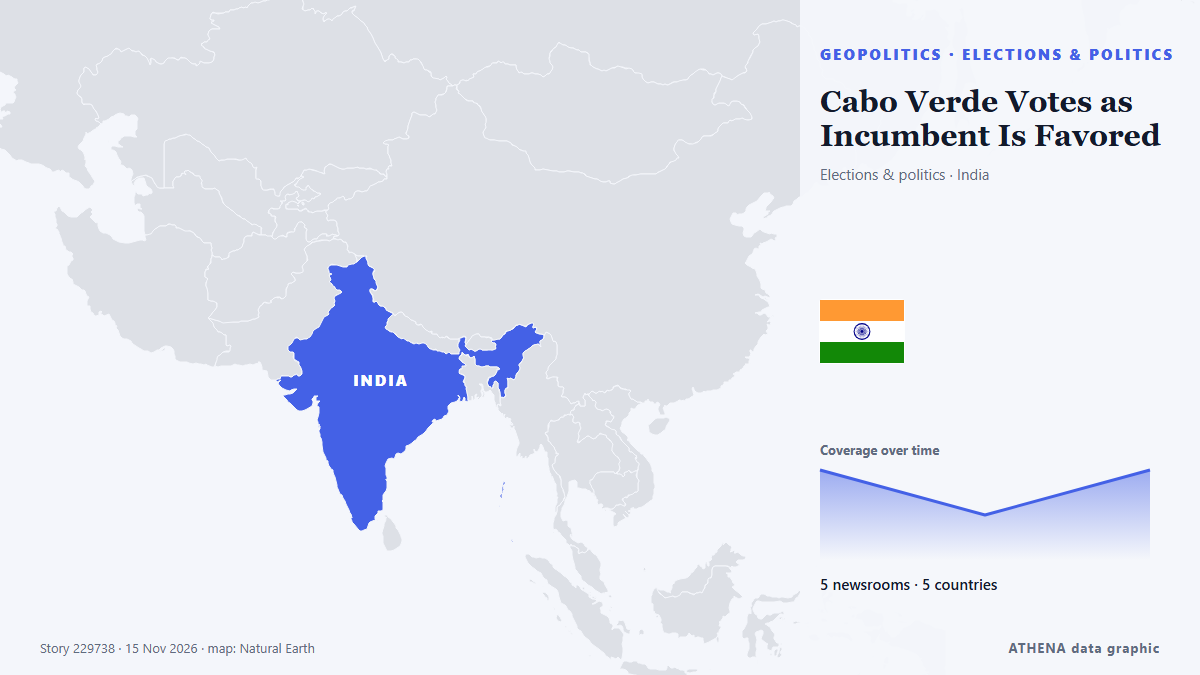 GEOPOLITICS · ELECTIONS & POLITICS
Cabo Verde Votes as
Incumbent Is Favored
Elections & politics · India
INDIA
Coverage over time
5 newsrooms · 5 countries
Story 229738 · 15 Nov 2026 · map: Natural Earth
ATHENA data graphic